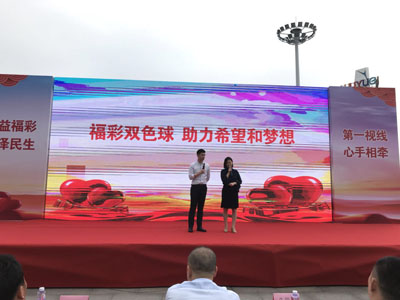 福彩双色球 助力希望和梦想
益福彩
泽民生
第一视线
心手相牵